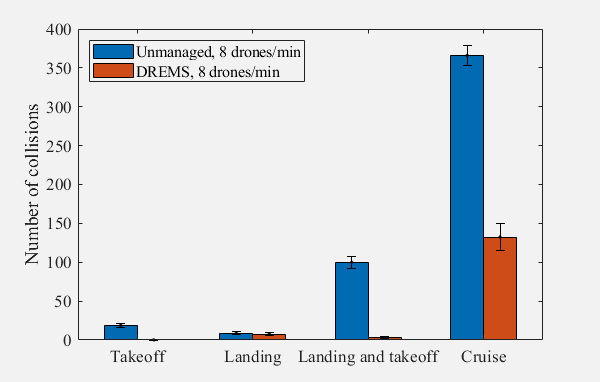 400
350
300
250
200
150
100
50
0
Number of collisions
Unmanaged, 8 drones/min
DREMS, 8 drones/min
Takeoff
Landing
Landing and takeoff
Cruise